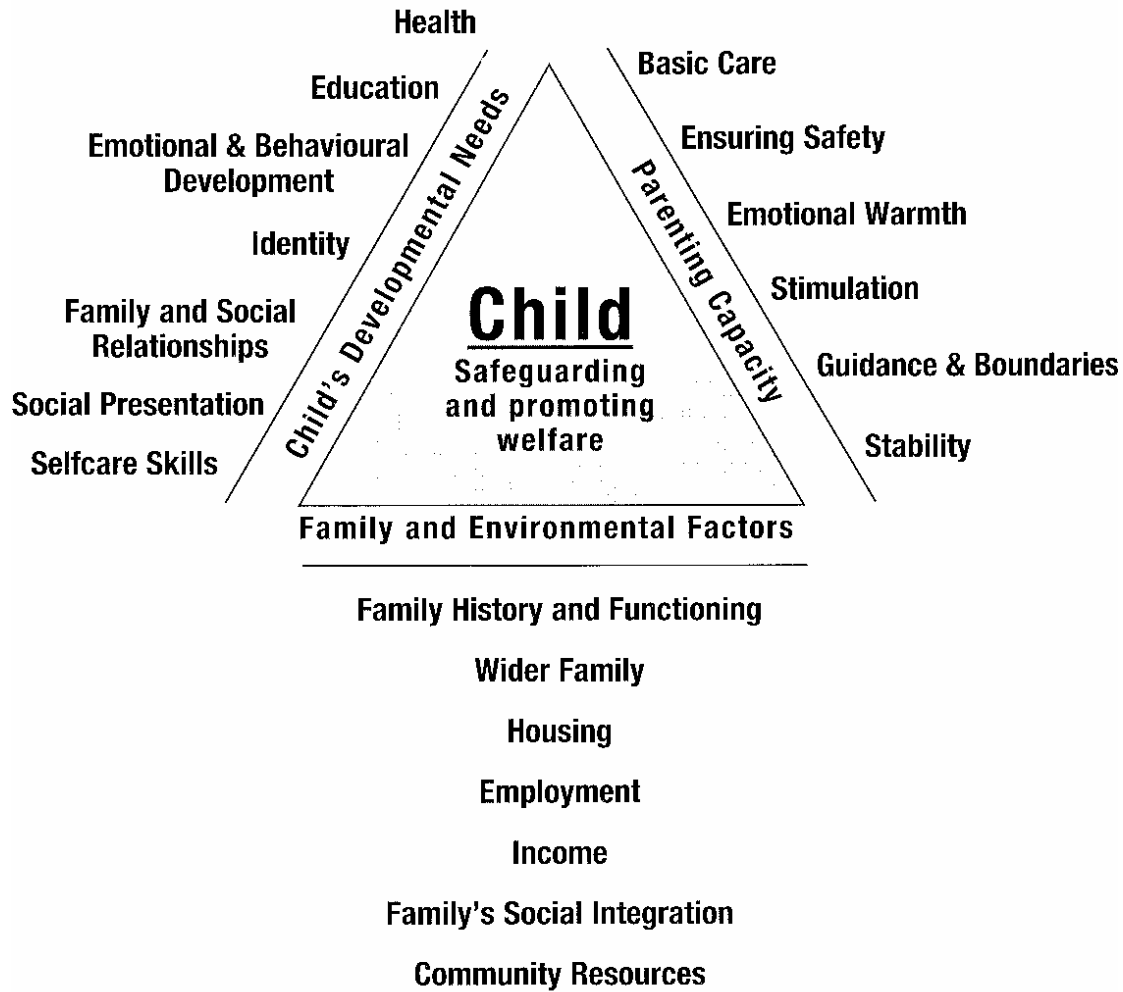 Health
Education
Emotional & Behavioural
Development
Identity
Family and Social
Relationships
Social Presentation
Selfcare Skills
Child's Developmental Needs
Basic Care
Ensuring Safety
Emotional Warmth
Stimulation
Guidance & Boundaries
Stability
Parenting Capacity
Child
Safeguarding
and promoting
welfare
Family and Environmental Factors
Family History and Functioning
Wider Family
Housing
Employment
Income
Family's Social Integration
Community Resources